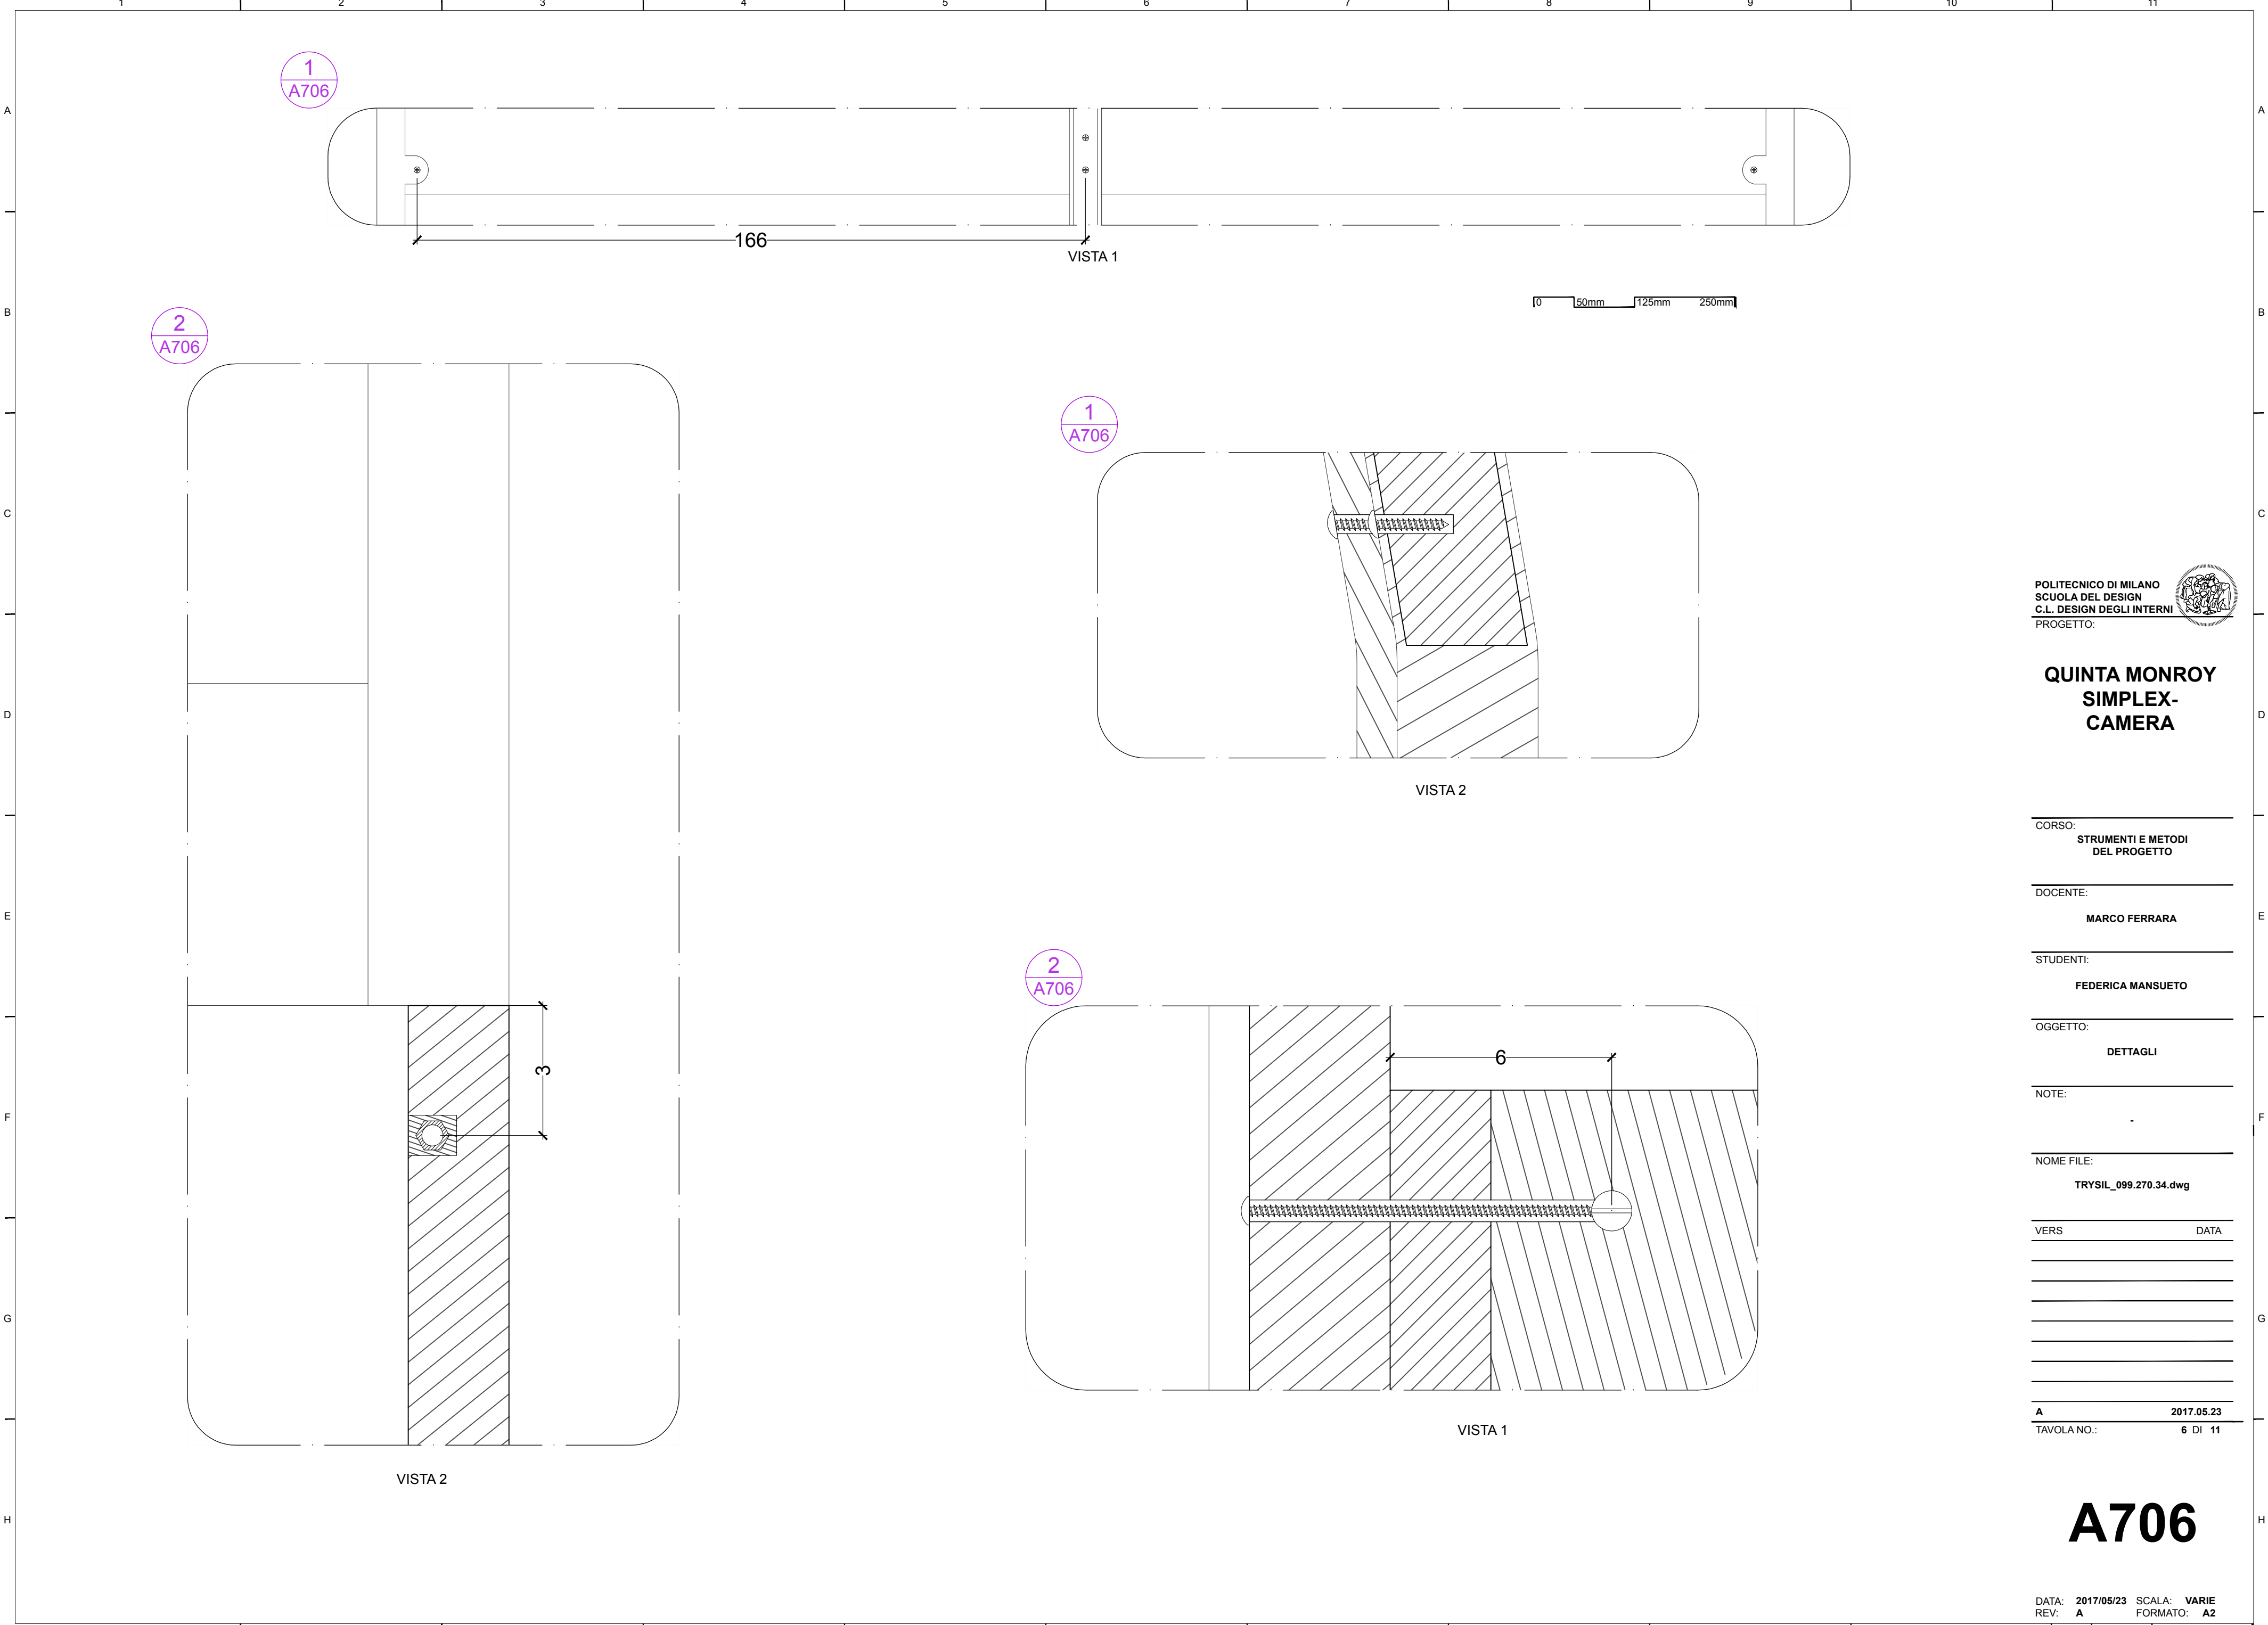 1 2 3 4 5 6 7 8 9 10 11
A A
1
A706
166
VISTA 1
B B
0 50mm 125mm 250mm
2
A706
1
A706
C C
VISTA 2
POLITECNICO DI MILANO
SCUOLA DEL DESIGN
C.L. DESIGN DEGLI INTERNI
PROGETTO:
QUINTA MONROY
SIMPLEX-
CAMERA
D D
CORSO:
STRUMENTI E METODI
DEL PROGETTO
DOCENTE:
MARCO FERRARA
E E
STUDENTI:
FEDERICA MANSUETO
2
A706
OGGETTO:
DETTAGLI
3
6
NOTE:
-
F F
NOME FILE:
TRYSIL_099.270.34.dwg
VERS DATA
G G
A 2017.05.23
TAVOLA NO.: 6 DI 11
VISTA 1
VISTA 2
H H
A706
DATA: 2017/05/23 SCALA: VARIE
REV: A FORMATO: A2